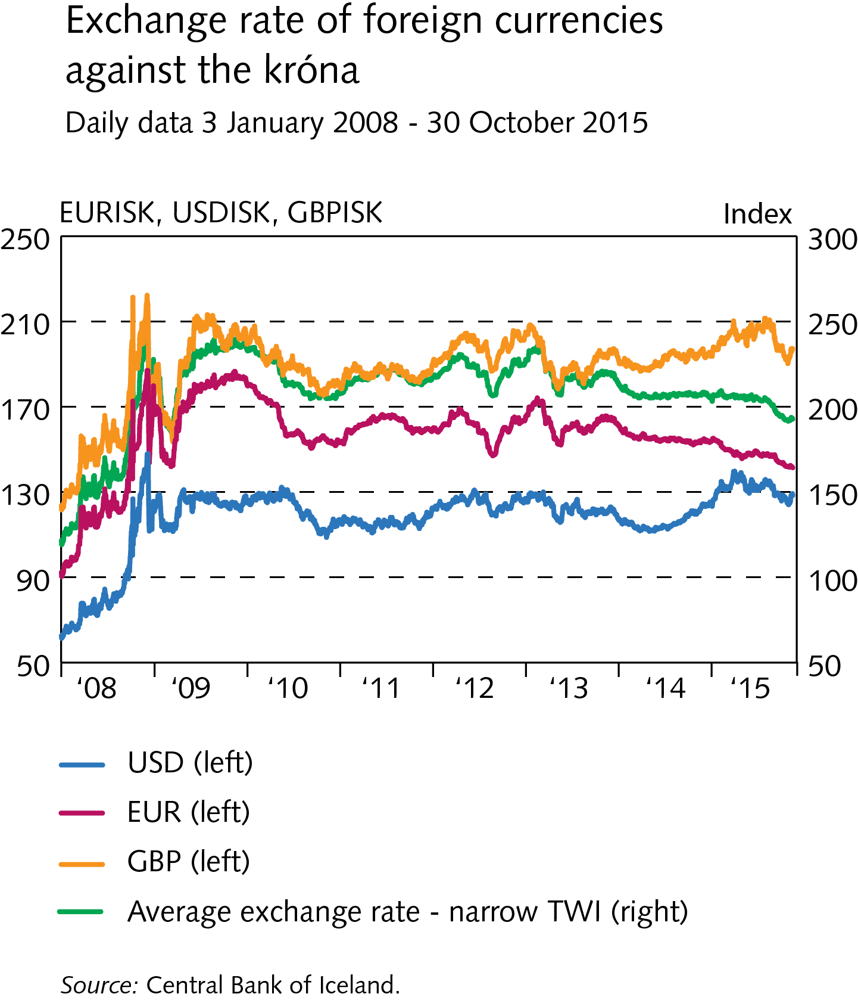 Exchange rate of foreign currencies
against the króna
Daily data 3 January 2008 - 30 October 2015
EURISK, USDISK, GBPISK Index
250 300
210 250
170 200
130 150
90 100
50 50
‘08 ‘09 ‘10 ‘11 ‘12 ‘13 ‘14 ‘15
USD (left)
EUR (left)
GBP (left)
Average exchange rate - narrow TWI (right)
Source: Central Bank of Iceland.